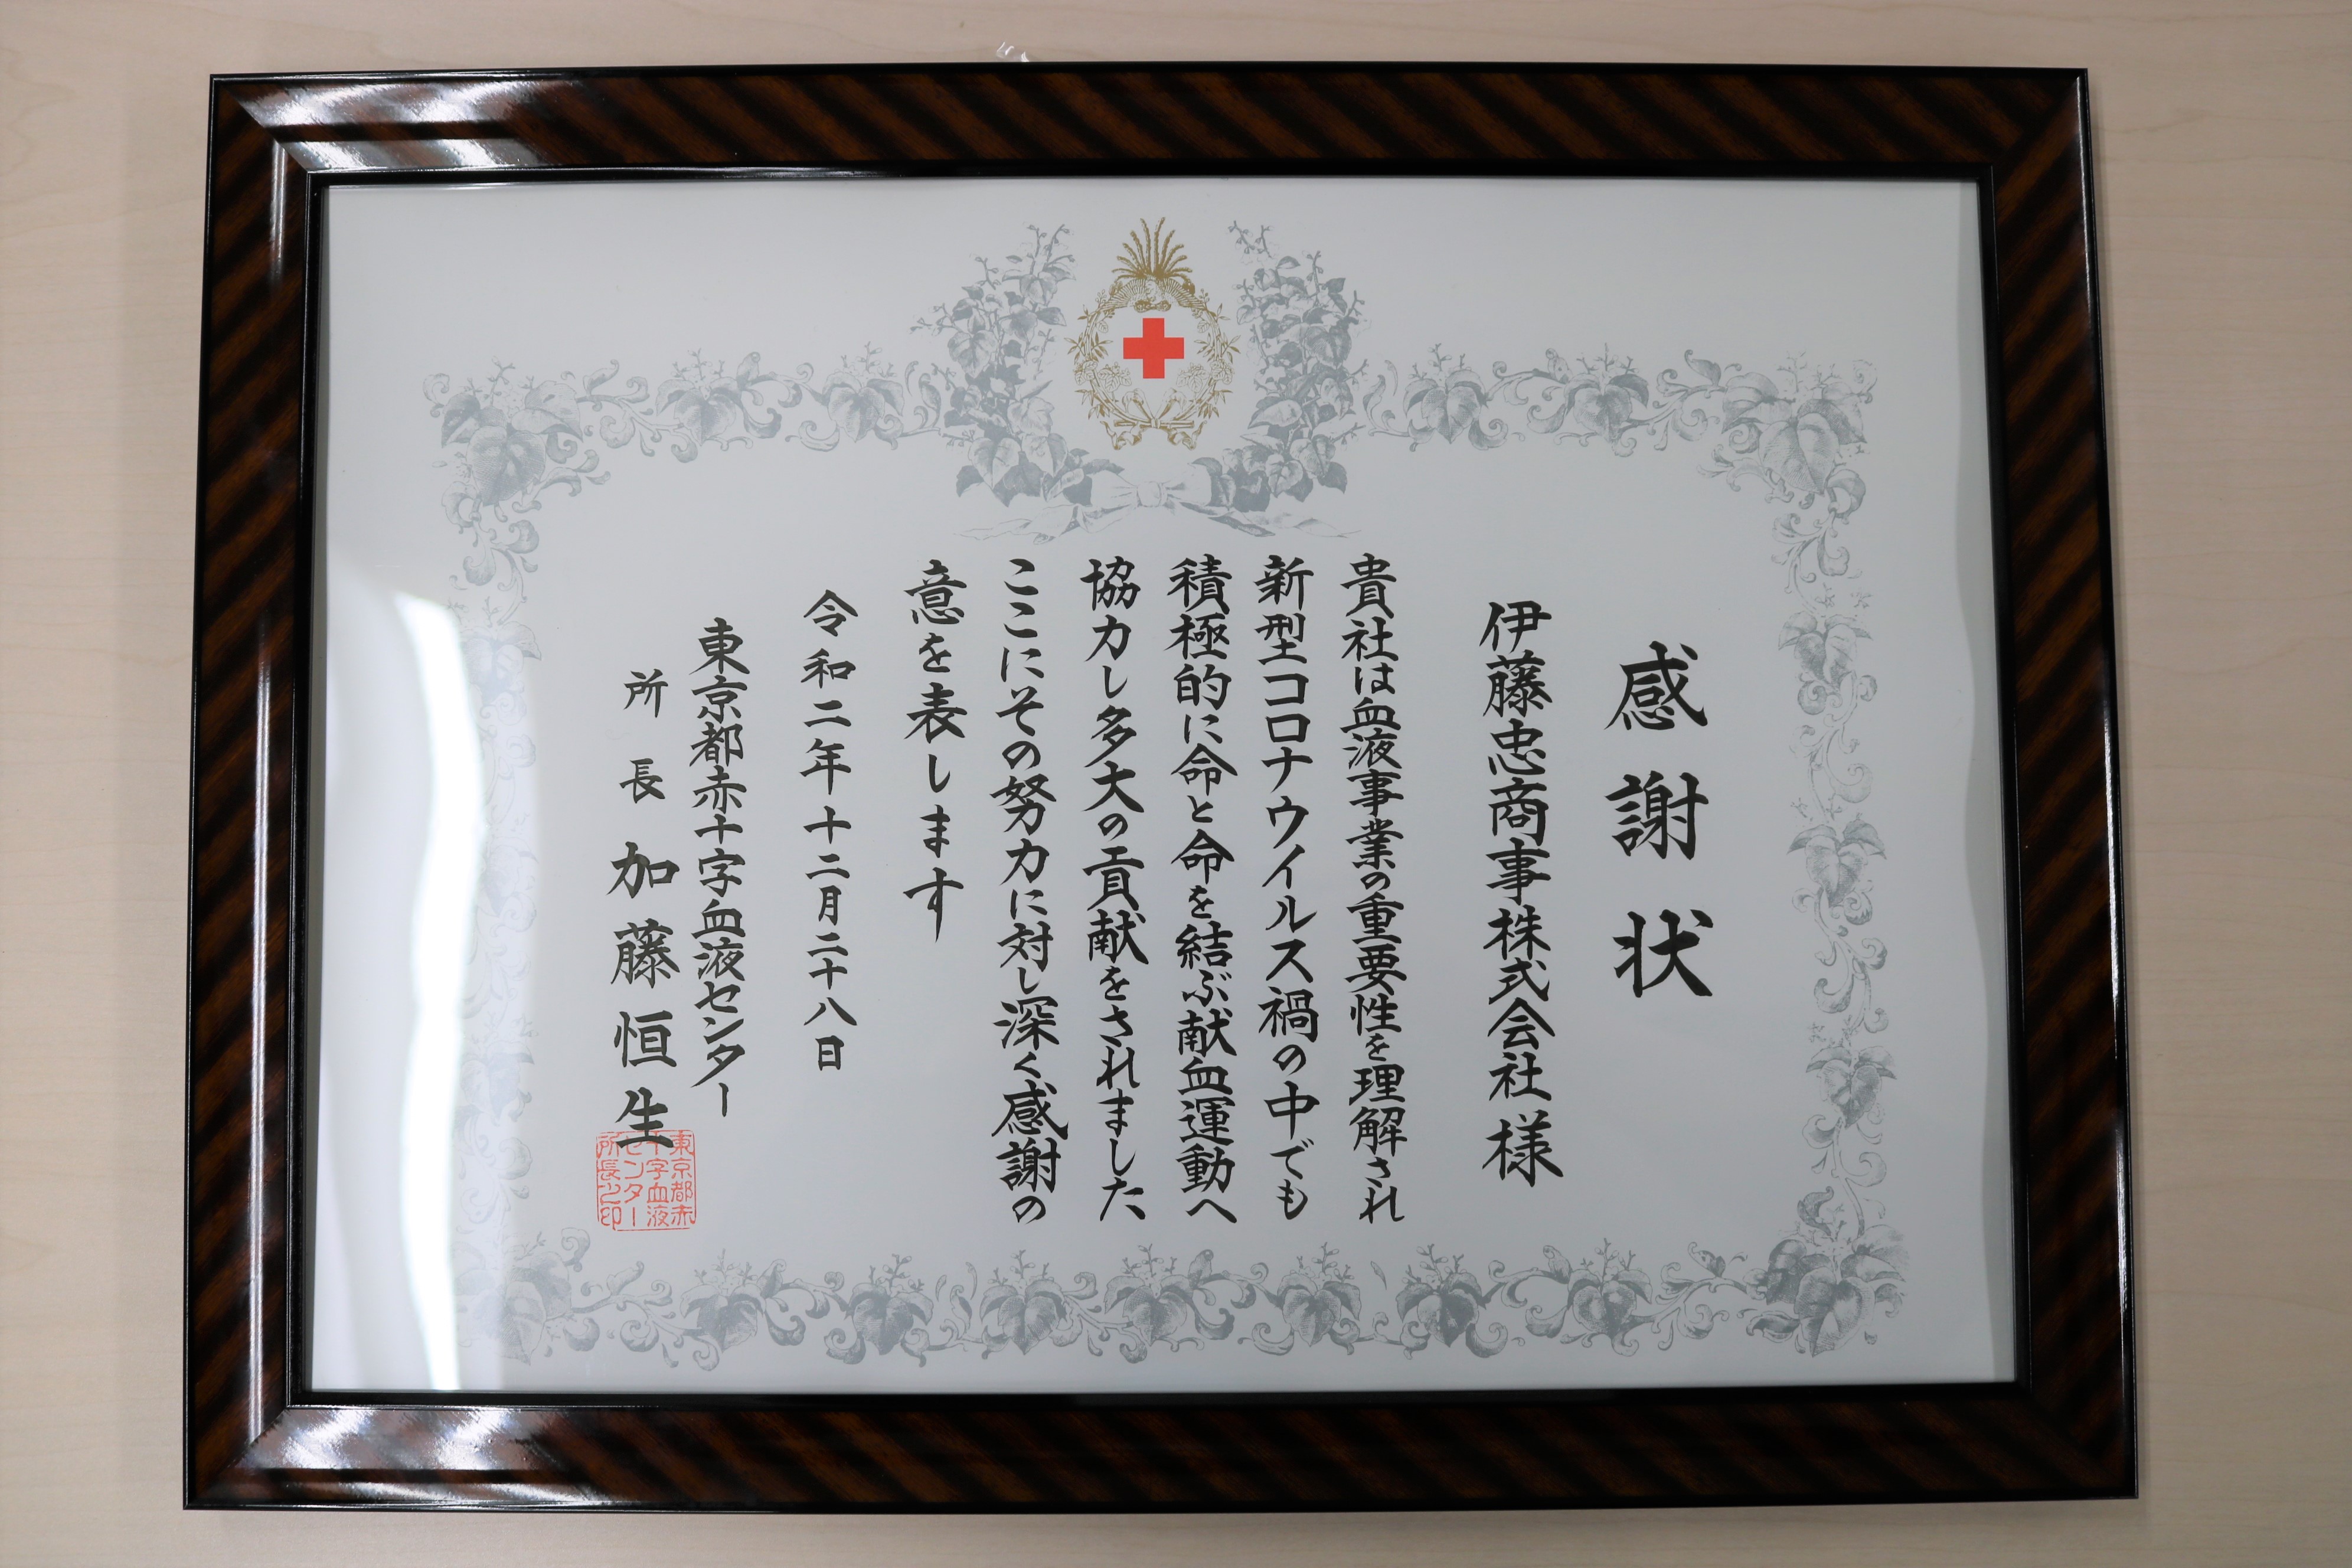 感謝状
伊藤忠商事株式会社様
貴社は血液事業の重要性を理解され
新型コロナウイルス禍の中でも
積極的に命と命を結ぶ献血運動へ
協力し多大の貢献をされました
ここにその努力に対し深く感謝の
意を表します
令和二年十二月二十八日
東京都赤十字血液センター
所長 加藤恒生
東京都赤
十字血液
センター
所長之印